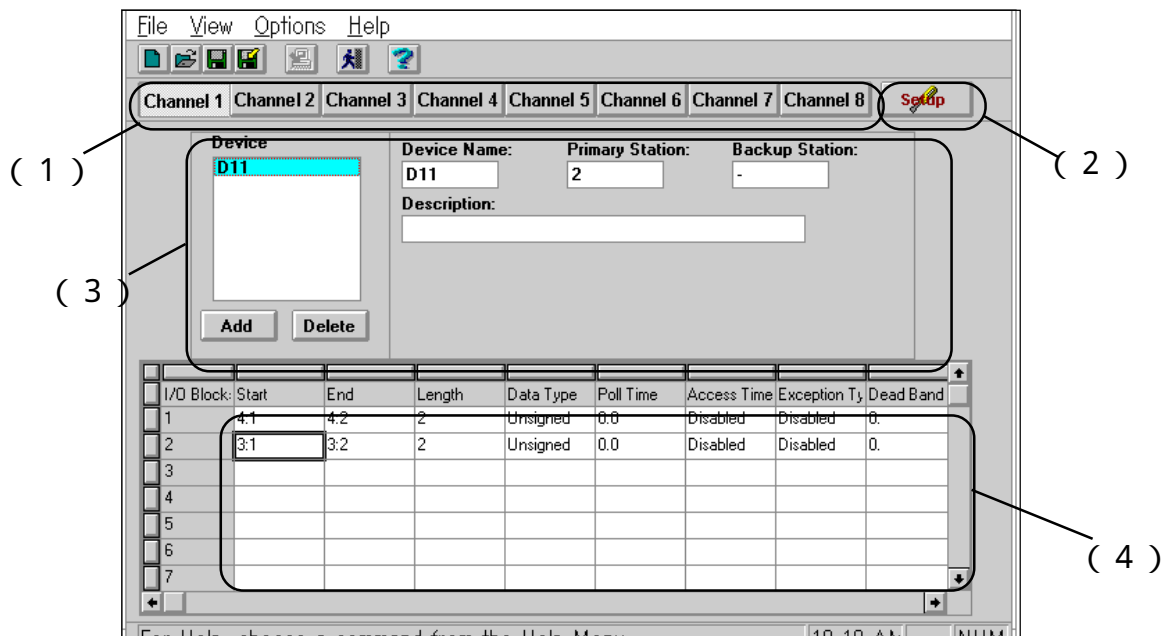 File View Options Help
Channel 1 Channel 2 Channel 3 Channel 4 Channel 5 Channel 6 Channel 7 Channel 8 Setup
( 1 )
( 2 )
Device
D11
Device Name: Primary Station: Backup Station:
D11 2 -
Description:
( 3 )
Add Delete
I/O Block: Start End Length Data Type Poll Time Access Time Exception Ty Dead Band
1 4:1 4:2 2 Unsigned 0.0 Disabled Disabled 0.
2 3:1 3:2 2 Unsigned 0.0 Disabled Disabled 0.
3
4
5
6
7
( 4 )
For Help, choose a command from the Help Menu